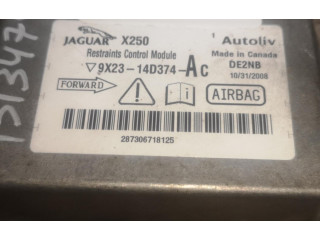 JAGUAR X250
Autoliv
Restraints Control Module
Made in Canada
9X23-14D374-Ac
DE2NB
10/31/2008
FORWARD
AIRBAG
287306718125